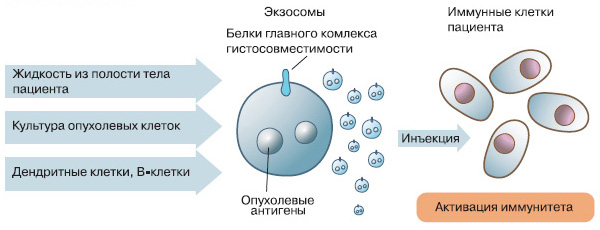 Экзосомы
Белки главного комлекса
гистосовместимости
Иммунные клетки
пациента
Жидкость из полости тела
пациента
Культура опухолевых клеток
Дендритные клетки, В-клетки
Опухолевые
антигены
Инъекция
Активация иммунитета